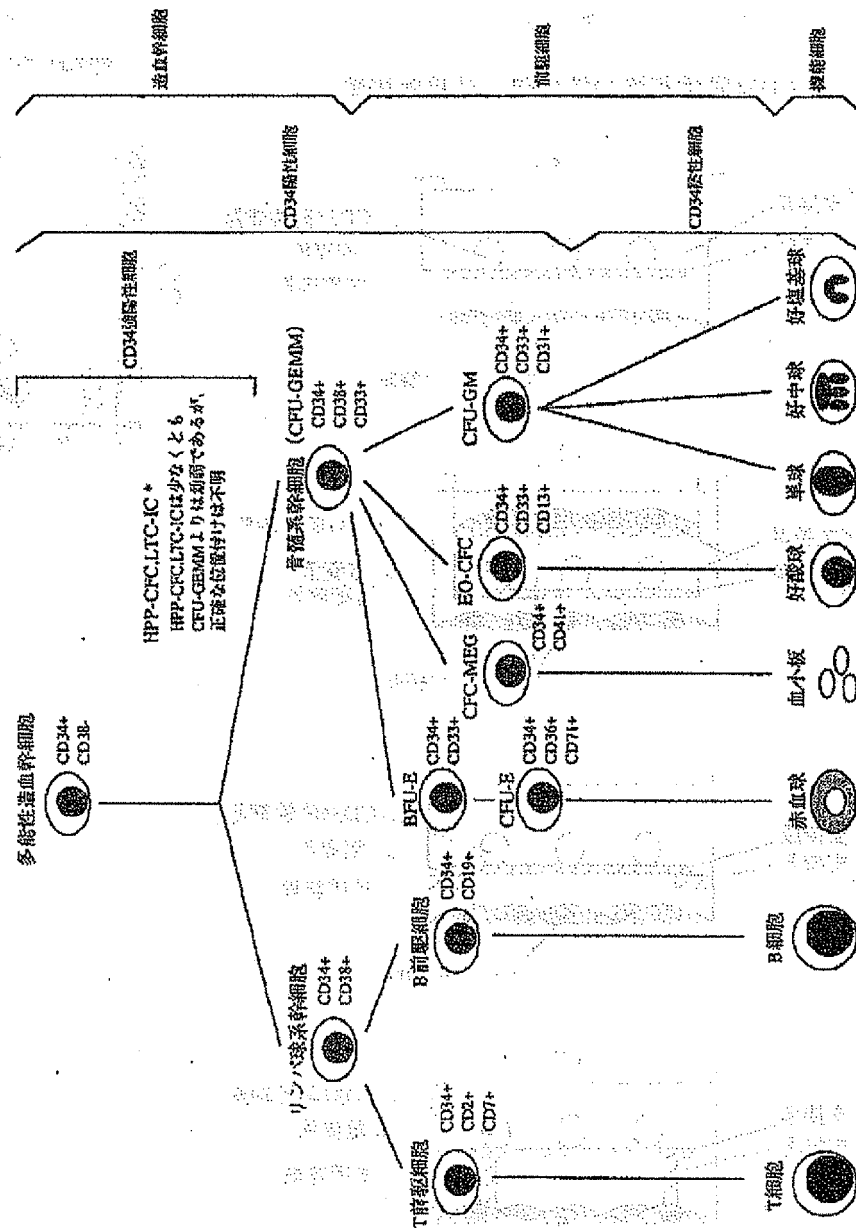 造血幹細胞
前駆細胞
機能細胞
CD34陽性細胞
CD34陰性細胞
CD34強陽性細胞
多能性造血幹細胞
CD34+
CD38-
HPP-CFC,LTC-IC *
HPP-CFC,LTC-ICは少なくとも
CFU-GEMMよりは幼弱であるが,
正確な位置付けは不明
リンパ球系幹細胞
CD34+
CD38+
骨髄系幹細胞 (CFU-GEMM)
CD34+
CD38+
CD33+
T前駆細胞
CD34+
CD2+
CD7+
B前駆細胞
CD34+
CD19+
BFU-E
CD34+
CD33+
CFU-E
CD34+
CD36+
CD71+
CFC-MEG
CD34+
CD41+
EO-CFC
CD34+
CD33+
CD13+
CFU-GM
CD34+
CD33+
CD31+
T細胞
B細胞
赤血球
血小板
好酸球
単球
好中球
好塩基球